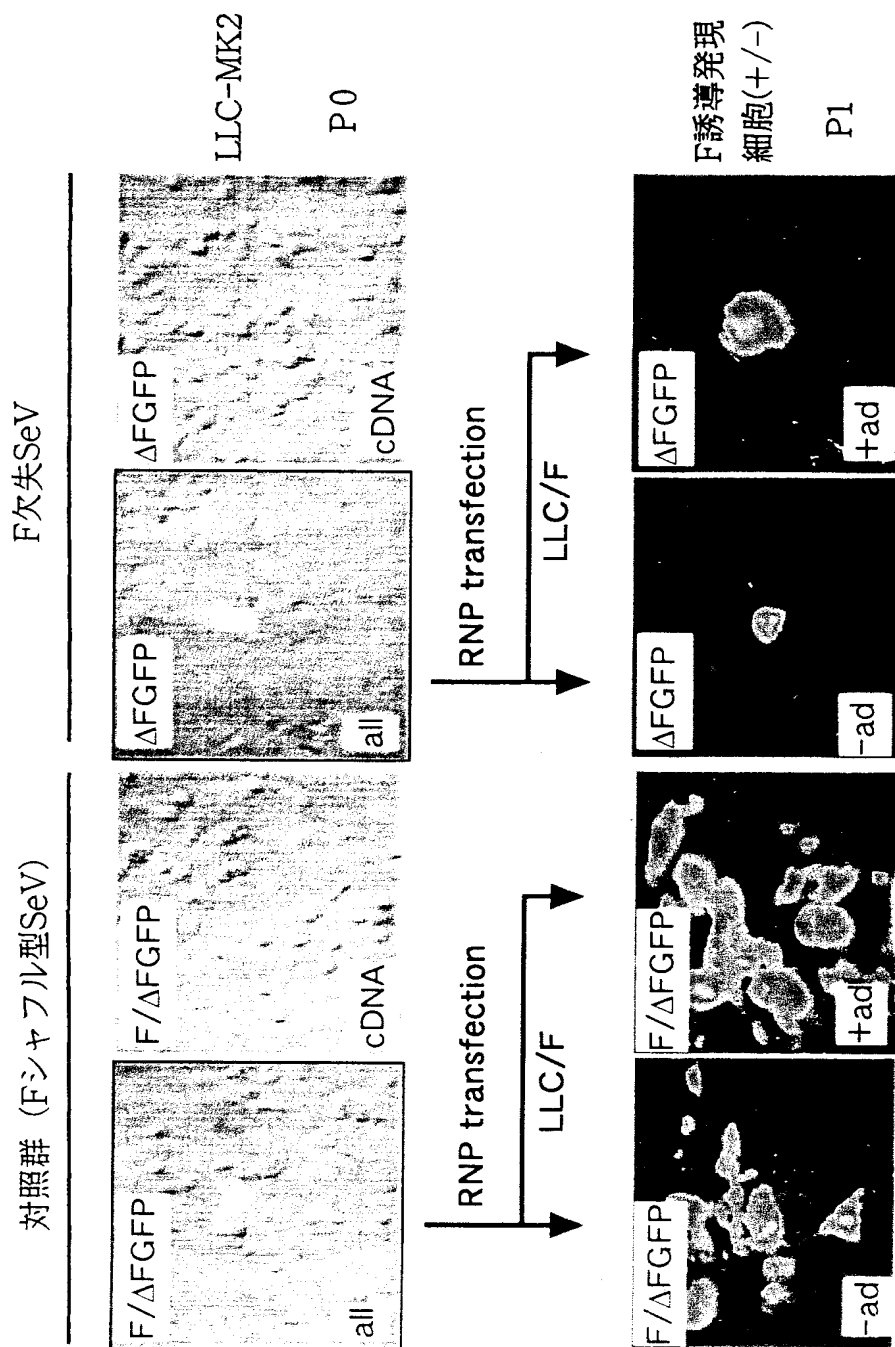 対照群 (Fシャフル型SeV)
F欠失SeV
F/ΔFGFP
all
F/ΔFGFP
cDNA
ΔFGFP
all
ΔFGFP
cDNA
LLC-MK2
P0
RNP transfection
LLC/F
RNP transfection
LLC/F
F/ΔFGFP
-ad
F/ΔFGFP
+ad
ΔFGFP
-ad
ΔFGFP
+ad
F誘導発現
細胞(+/-)
P1